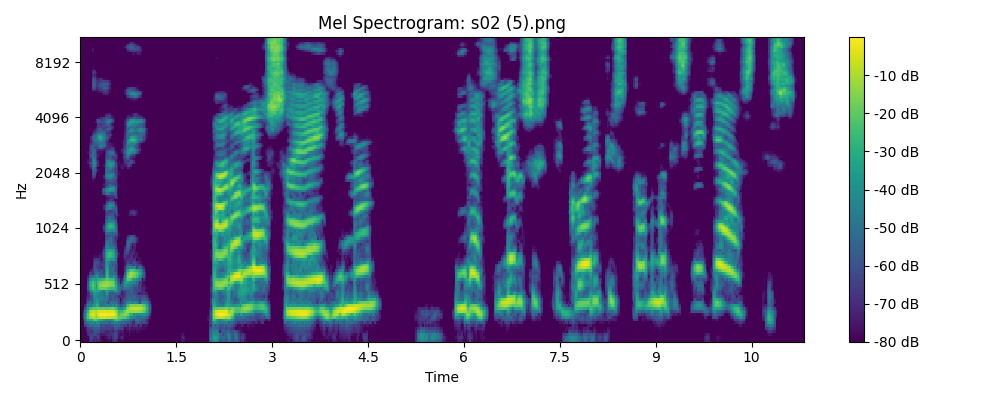 Mel Spectrogram: s02 (5).png
8192
4096
2048
1024
512
0
Hz
0 1.5 3 4.5 6 7.5 9 10
Time
-10 dB
-20 dB
-30 dB
-40 dB
-50 dB
-60 dB
-70 dB
-80 dB